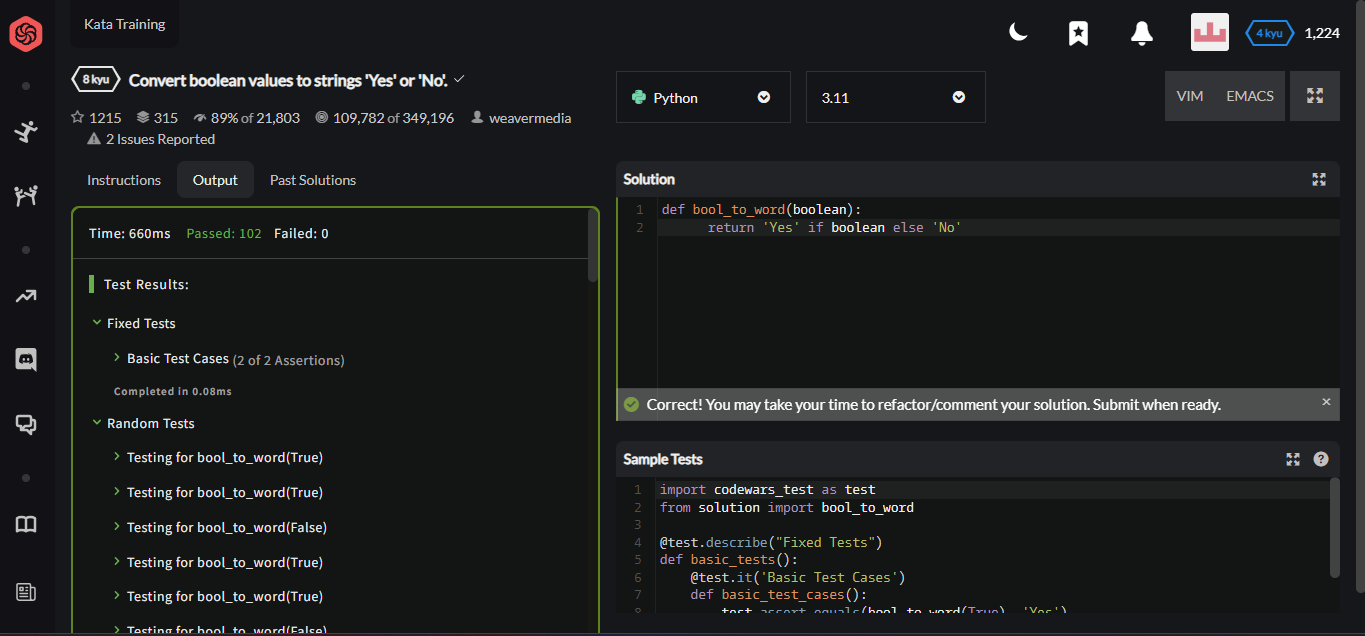 Kata Training
4 kyu 1,224
8 kyu Convert boolean values to strings 'Yes' or 'No'.
1215 315 89% of 21,803 109,782 of 349,196 weavermedia
2 Issues Reported
Python 3.11 VIM EMACS
Instructions Output Past Solutions
Time: 660ms Passed: 102 Failed: 0
Test Results:
Fixed Tests
Basic Test Cases (2 of 2 Assertions)
Completed in 0.08ms
Random Tests
Testing for bool_to_word(True)
Testing for bool_to_word(True)
Testing for bool_to_word(False)
Testing for bool_to_word(True)
Testing for bool_to_word(True)
Testing for bool_to_word(False)
Solution
1 def bool_to_word(boolean):
2 return 'Yes' if boolean else 'No'
Correct! You may take your time to refactor/comment your solution. Submit when ready. ×
Sample Tests ?
1 import codewars_test as test
2 from solution import bool_to_word
3
4 @test.describe("Fixed Tests")
5 def basic_tests():
6 @test.it('Basic Test Cases')
7 def basic_test_cases():
8 test.assert_equals(bool_to_word(True), 'Yes')